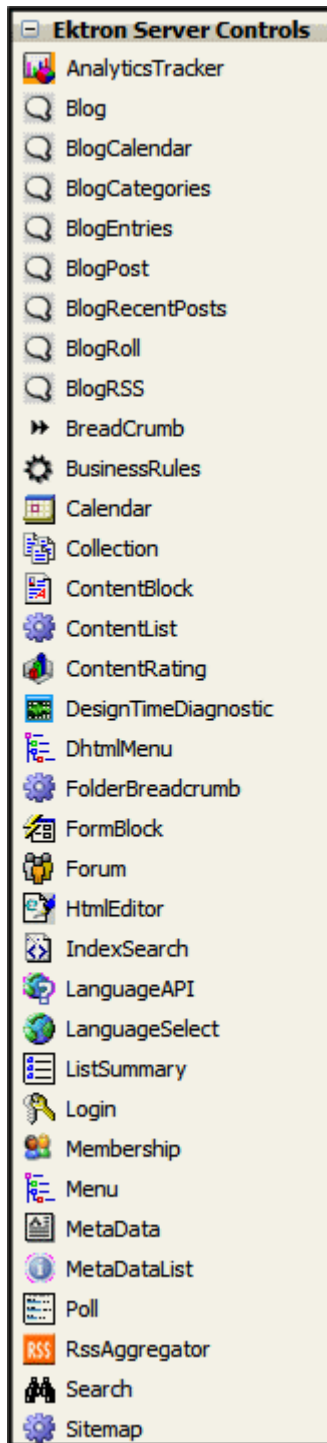 Ektron Server Controls
AnalyticsTracker
Blog
BlogCalendar
BlogCategories
BlogEntries
BlogPost
BlogRecentPosts
BlogRoll
BlogRSS
BreadCrumb
BusinessRules
Calendar
Collection
ContentBlock
ContentList
ContentRating
DesignTimeDiagnostic
DhtmlMenu
FolderBreadcrumb
FormBlock
Forum
HtmlEditor
IndexSearch
LanguageAPI
LanguageSelect
ListSummary
Login
Membership
Menu
MetaData
MetaDataList
Poll
RSS RssAggregator
Search
Sitemap